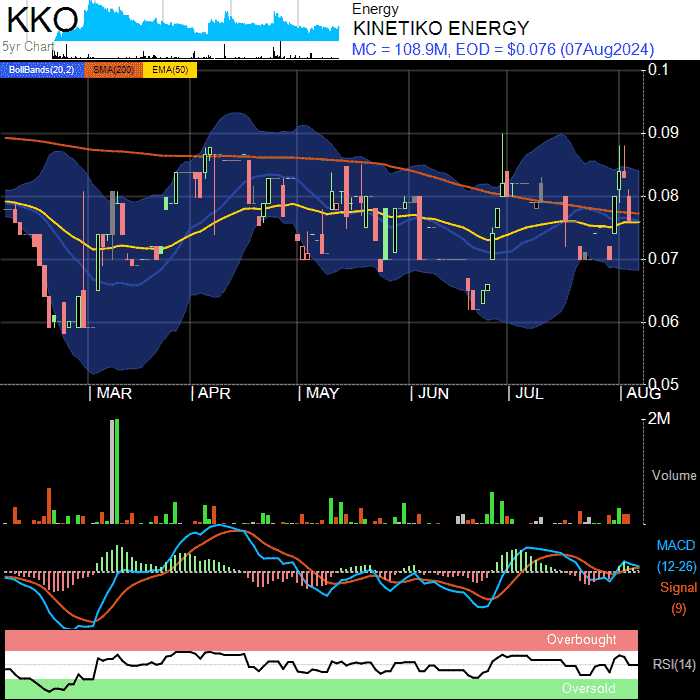 KKO
5yr Chart
Energy
KINETIKO ENERGY
MC = 108.9M, EOD = $0.076 (07Aug2024)
BollBands(20,2) SMA(200) EMA(50)
0.1
0.09
0.08
0.07
0.06
0.05
MAR APR MAY JUN JUL AUG
2M
Volume
MACD
(12-26)
Signal
(9)
Overbought
RSI(14)
Oversold